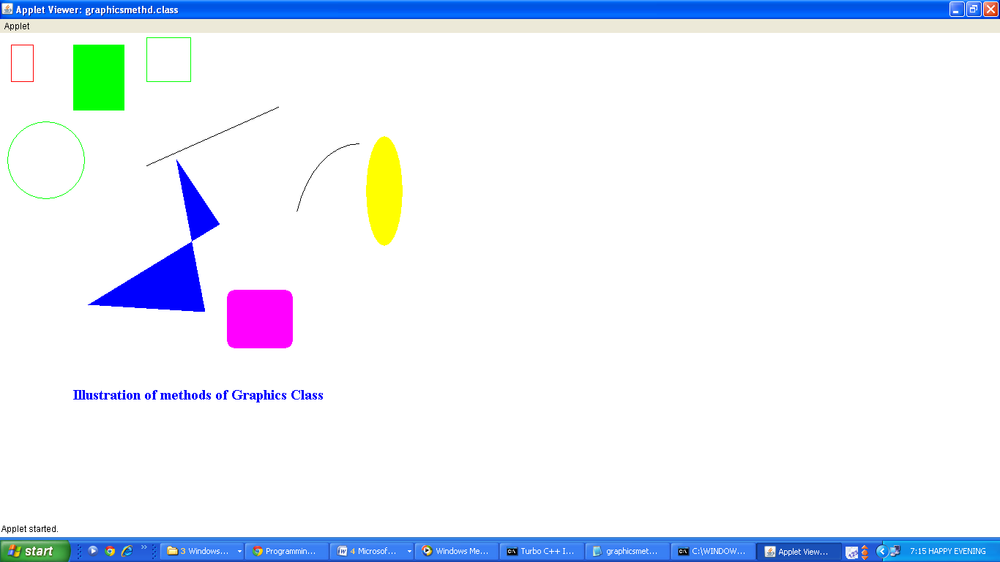 Applet Viewer: graphicsmethd.class
Applet
Illustration of methods of Graphics Class
Applet started.
start
3 Windows...
Programmin...
4 Microsof...
Windows Me...
Turbo C++ I...
graphicsmet...
C:\WINDOW...
Applet View...
7:15 HAPPY EVENING